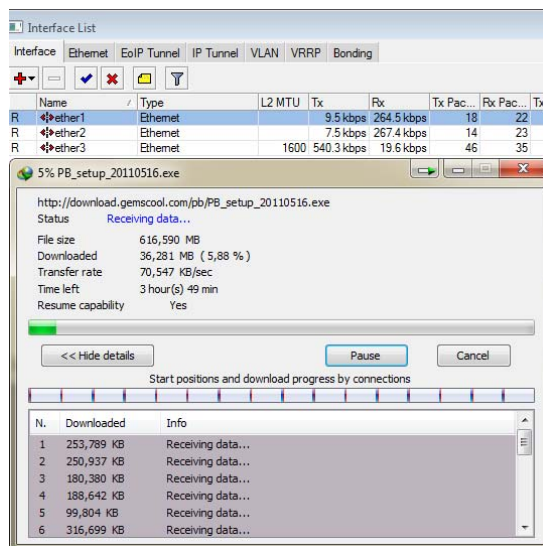 Interface List
Interface Ethernet EoIP Tunnel IP Tunnel VLAN VRRP Bonding
Name / Type L2 MTU Tx Rx Tx Pac... Rx Pac... Tx
R ether1 Ethernet 9.5 kbps 264.5 kbps 18 22
R ether2 Ethernet 7.5 kbps 267.4 kbps 14 23
R ether3 Ethernet 1600 540.3 kbps 19.6 kbps 46 35
5% PB_setup_20110516.exe
http://download.gemscool.com/pb/PB_setup_20110516.exe
Status Receiving data...
File size 616,590 MB
Downloaded 36,281 MB ( 5,88 % )
Transfer rate 70,547 KB/sec
Time left 3 hour(s) 49 min
Resume capability Yes
<< Hide details Pause Cancel
Start positions and download progress by connections
N. Downloaded Info
1 253,789 KB Receiving data...
2 250,937 KB Receiving data...
3 180,380 KB Receiving data...
4 188,642 KB Receiving data...
5 99,804 KB Receiving data...
6 316,699 KB Receiving data...